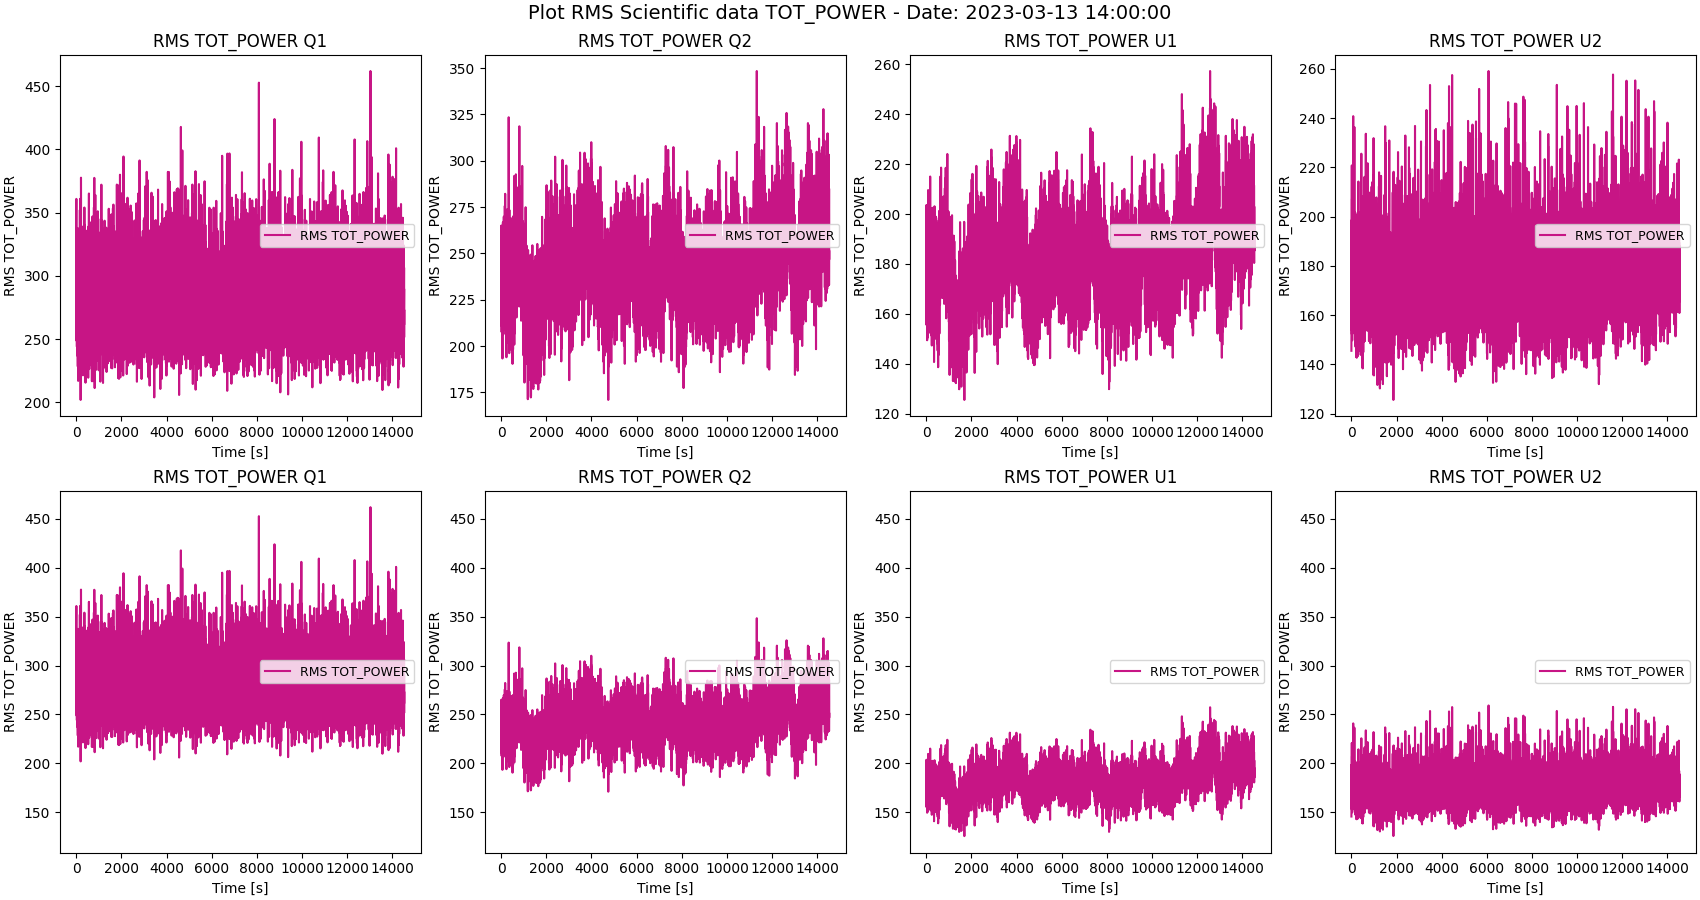 Plot RMS Scientific data TOT_POWER - Date: 2023-03-13 14:00:00
RMS TOT_POWER Q1
RMS TOT_POWER
450
400
350
300
250
200
RMS TOT_POWER
0 2000 4000 6000 8000 10000 12000 14000
Time [s]
RMS TOT_POWER Q2
RMS TOT_POWER
350
325
300
275
250
225
200
175
RMS TOT_POWER
0 2000 4000 6000 8000 10000 12000 14000
Time [s]
RMS TOT_POWER U1
RMS TOT_POWER
260
240
220
200
180
160
140
120
RMS TOT_POWER
0 2000 4000 6000 8000 10000 12000 14000
Time [s]
RMS TOT_POWER U2
RMS TOT_POWER
260
240
220
200
180
160
140
120
RMS TOT_POWER
0 2000 4000 6000 8000 10000 12000 14000
Time [s]
RMS TOT_POWER Q1
RMS TOT_POWER
450
400
350
300
250
200
150
RMS TOT_POWER
0 2000 4000 6000 8000 10000 12000 14000
Time [s]
RMS TOT_POWER Q2
RMS TOT_POWER
450
400
350
300
250
200
150
RMS TOT_POWER
0 2000 4000 6000 8000 10000 12000 14000
Time [s]
RMS TOT_POWER U1
RMS TOT_POWER
450
400
350
300
250
200
150
RMS TOT_POWER
0 2000 4000 6000 8000 10000 12000 14000
Time [s]
RMS TOT_POWER U2
RMS TOT_POWER
450
400
350
300
250
200
150
RMS TOT_POWER
0 2000 4000 6000 8000 10000 12000 14000
Time [s]